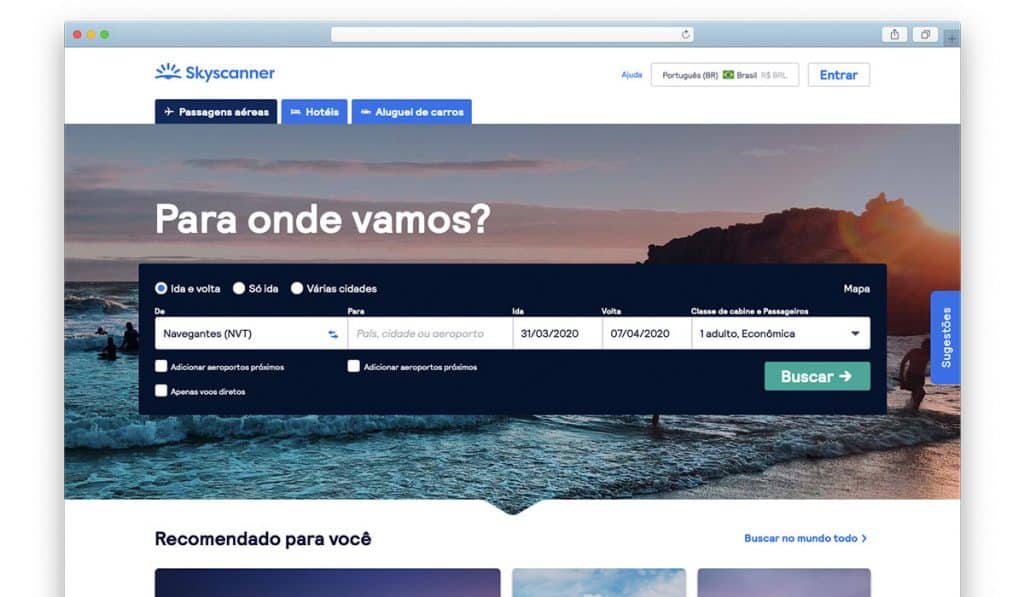 Skyscanner
Ajuda
Português (BR) Brasil R$ BRL
Entrar
Passagens aéreas
Hotéis
Aluguel de carros
Para onde vamos?
Ida e volta
Só ida
Várias cidades
Mapa
De
Para
Ida
Volta
Classe de cabine e Passageiros
Navegantes (NVT)
País, cidade ou aeroporto
31/03/2020
07/04/2020
1 adulto, Econômica
Adicionar aeroportos próximos
Adicionar aeroportos próximos
Apenas voos diretos
Buscar
Sugestões
Recomendado para você
Buscar no mundo todo